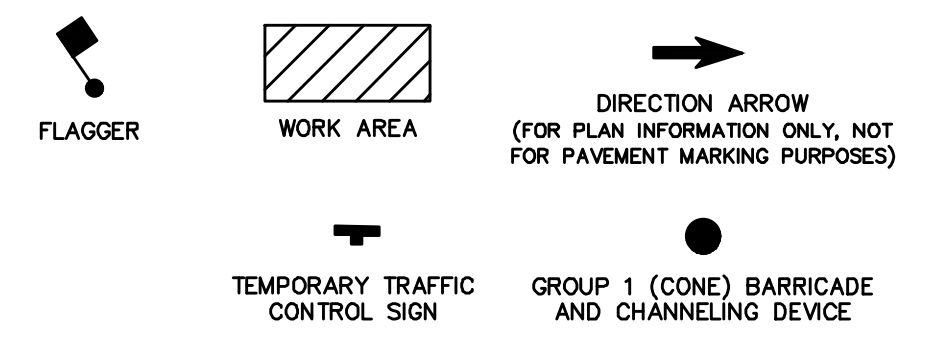 FLAGGER
WORK AREA
DIRECTION ARROW
(FOR PLAN INFORMATION ONLY, NOT
FOR PAVEMENT MARKING PURPOSES)
TEMPORARY TRAFFIC
CONTROL SIGN
GROUP 1 (CONE) BARRICADE
AND CHANNELING DEVICE